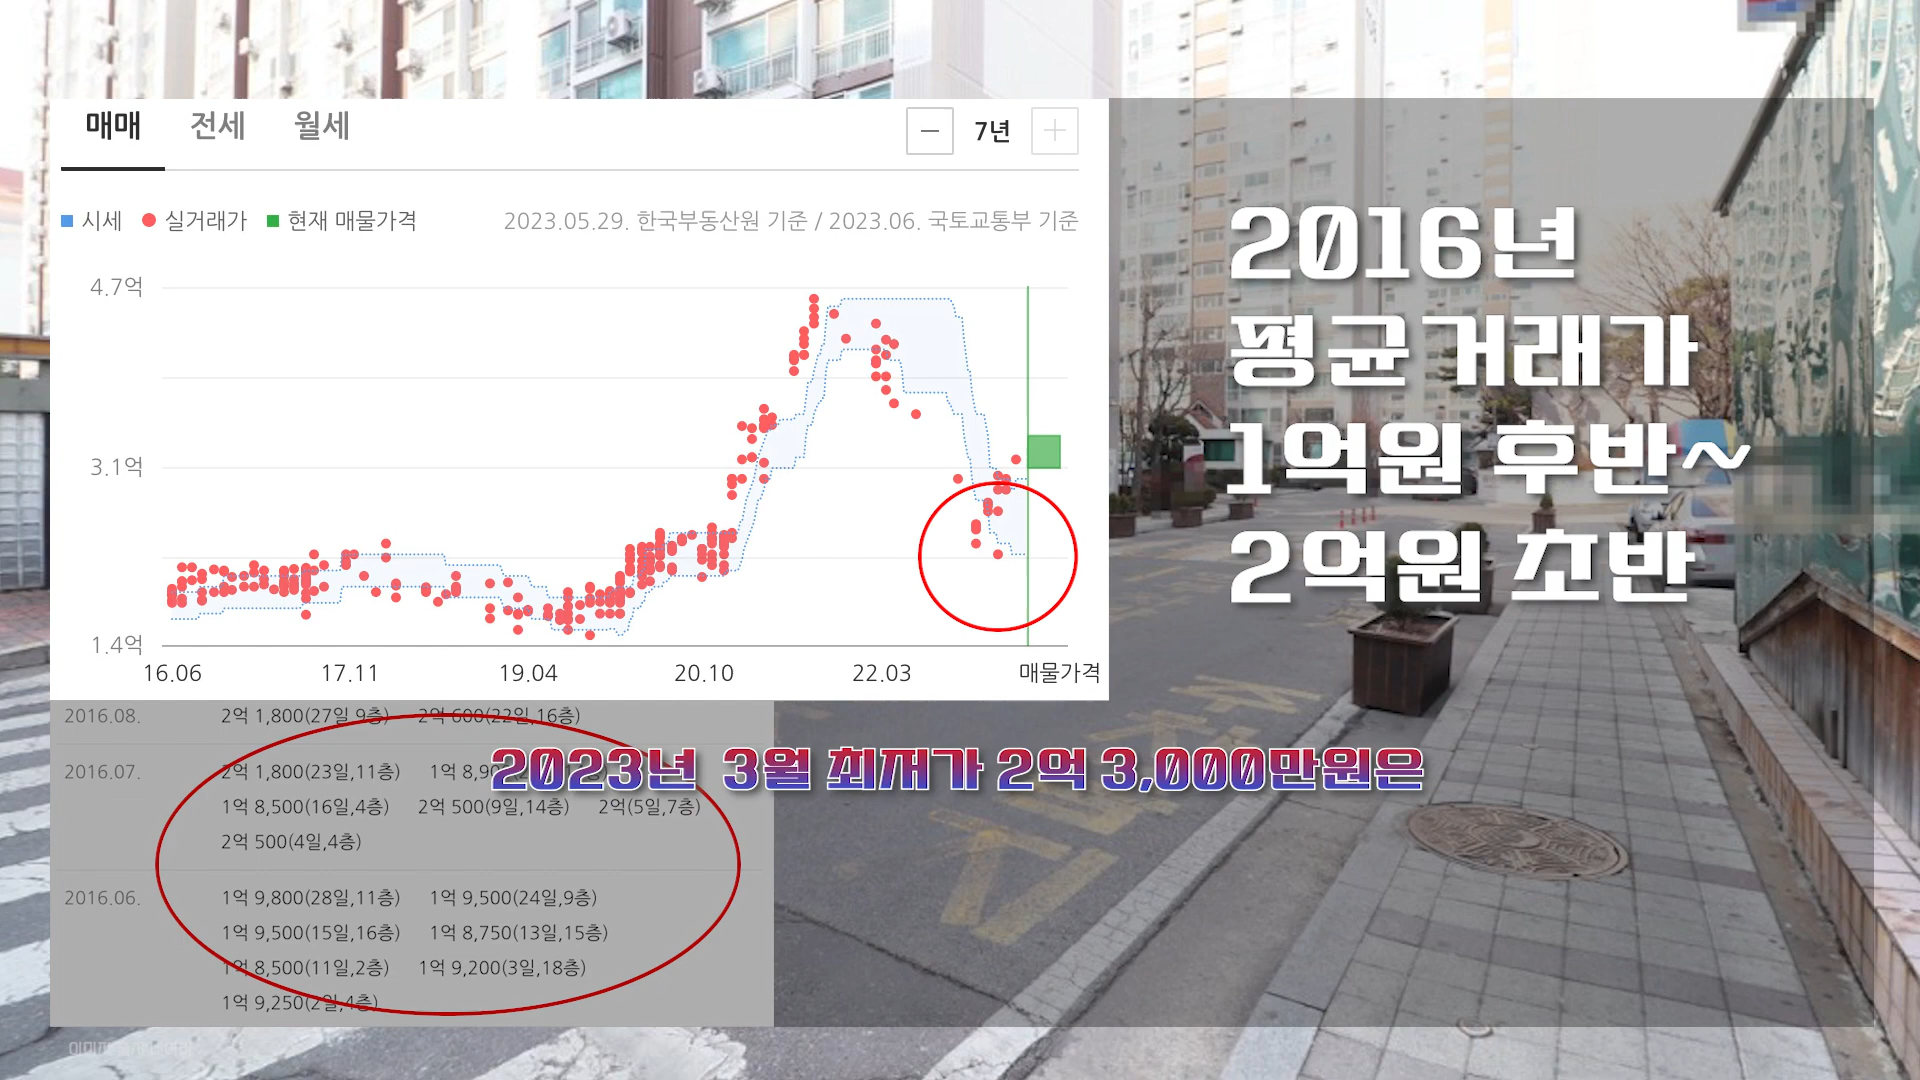 매매 전세 월세
7년
시세 실거래가 현재 매물가격 2023.05.29. 한국부동산원 기준 / 2023.06. 국토교통부 기준
4.7억
3.1억
1.4억
16.06 17.11 19.04 20.10 22.03 매물가격
2016년
평균거래가
1억원 후반~
2억원 초반
2016.08. 2억 1,800(27일,9층) 2억 600(22일,16층)
2023년 3월 최저가 2억 3,000만원은
2016.07. 2억 1,800(23일,11층) 1억 8,90
1억 8,500(16일,4층) 2억 500(9일,14층) 2억(5일,7층)
2억 500(4일,4층)
2016.06. 1억 9,800(28일,11층) 1억 9,500(24일,9층)
1억 9,500(15일,16층) 1억 8,750(13일,15층)
1억 8,500(11일,2층) 1억 9,200(3일,18층)
1억 9,250(2일,4층)